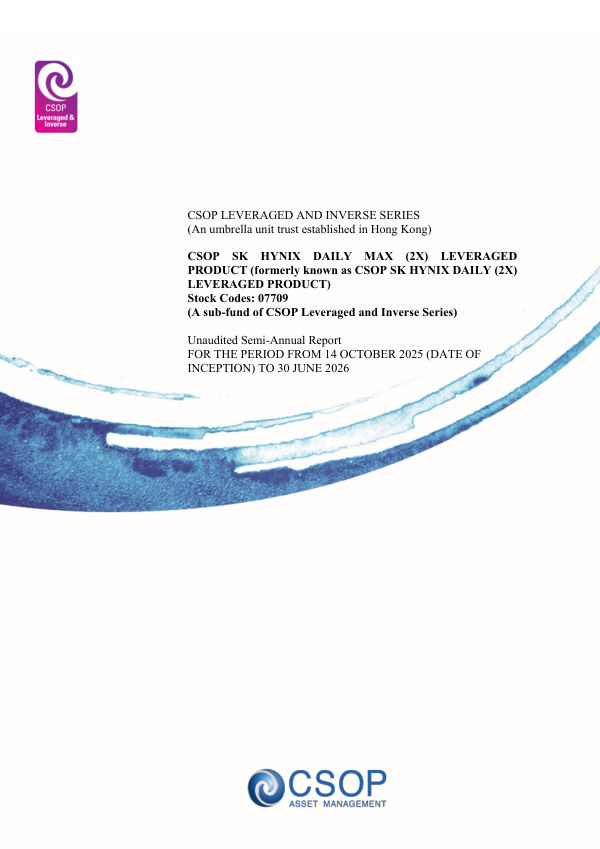 CSOP
Leveraged &
Inverse
CSOP LEVERAGED AND INVERSE SERIES
(An umbrella unit trust established in Hong Kong)
CSOP SK HYNIX DAILY MAX (2X) LEVERAGED
PRODUCT (formerly known as CSOP SK HYNIX DAILY (2X)
LEVERAGED PRODUCT)
Stock Codes: 07709
(A sub-fund of CSOP Leveraged and Inverse Series)
Unaudited Semi-Annual Report
FOR THE PERIOD FROM 14 OCTOBER 2025 (DATE OF
INCEPTION) TO 30 JUNE 2026
CSOP
ASSET MANAGEMENT